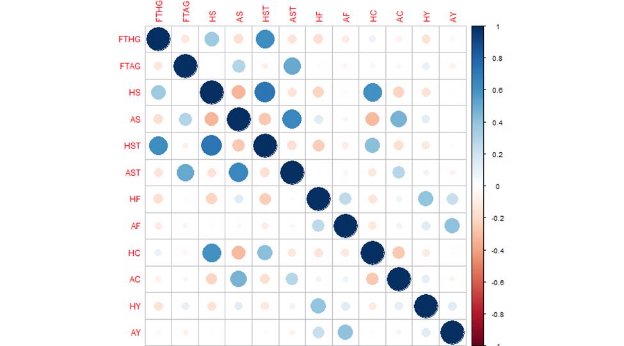 FTHG FTAG HS AS HST AST HF AF HC AC HY AY
FTHG
FTAG
HS
AS
HST
AST
HF
AF
HC
AC
HY
AY
1
0.8
0.6
0.4
0.2
0
-0.2
-0.4
-0.6
-0.8